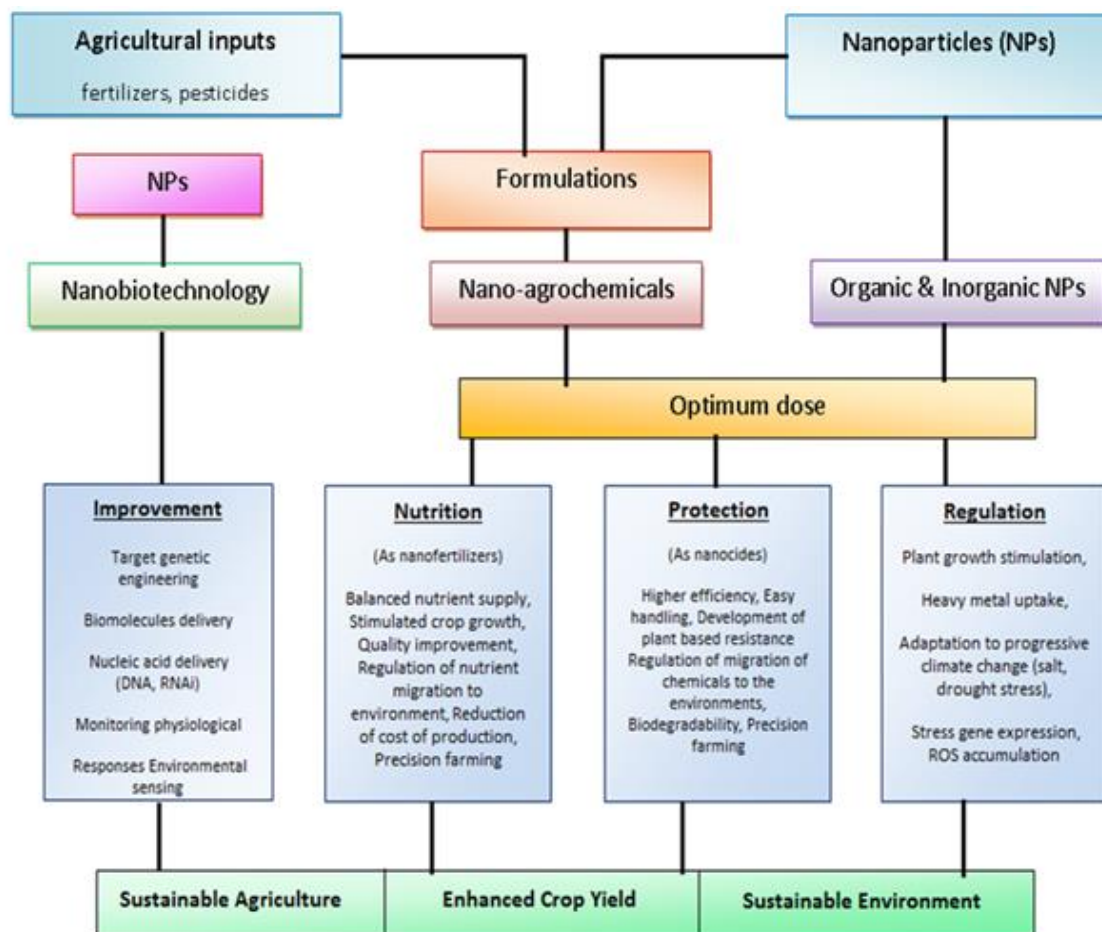 Agricultural inputs
fertilizers, pesticides
Nanoparticles (NPs)
NPs
Formulations
Nanobiotechnology
Nano-agrochemicals
Organic & Inorganic NPs
Optimum dose
Improvement
Target genetic
engineering
Biomolecules delivery
Nucleic acid delivery
(DNA, RNAi)
Monitoring physiological
Responses Environmental
sensing
Nutrition
(As nanofertilizers)
Balanced nutrient supply,
Stimulated crop growth,
Quality improvement,
Regulation of nutrient
migration to
environment, Reduction
of cost of production,
Precision farming
Protection
(As nanocides)
Higher efficiency, Easy
handling, Development of
plant based resistance
Regulation of migration of
chemicals to the
environments,
Biodegradability, Precision
farming
Regulation
Plant growth stimulation,
Heavy metal uptake,
Adaptation to progressive
climate change (salt,
drought stress),
Stress gene expression,
ROS accumulation
Sustainable Agriculture
Enhanced Crop Yield
Sustainable Environment